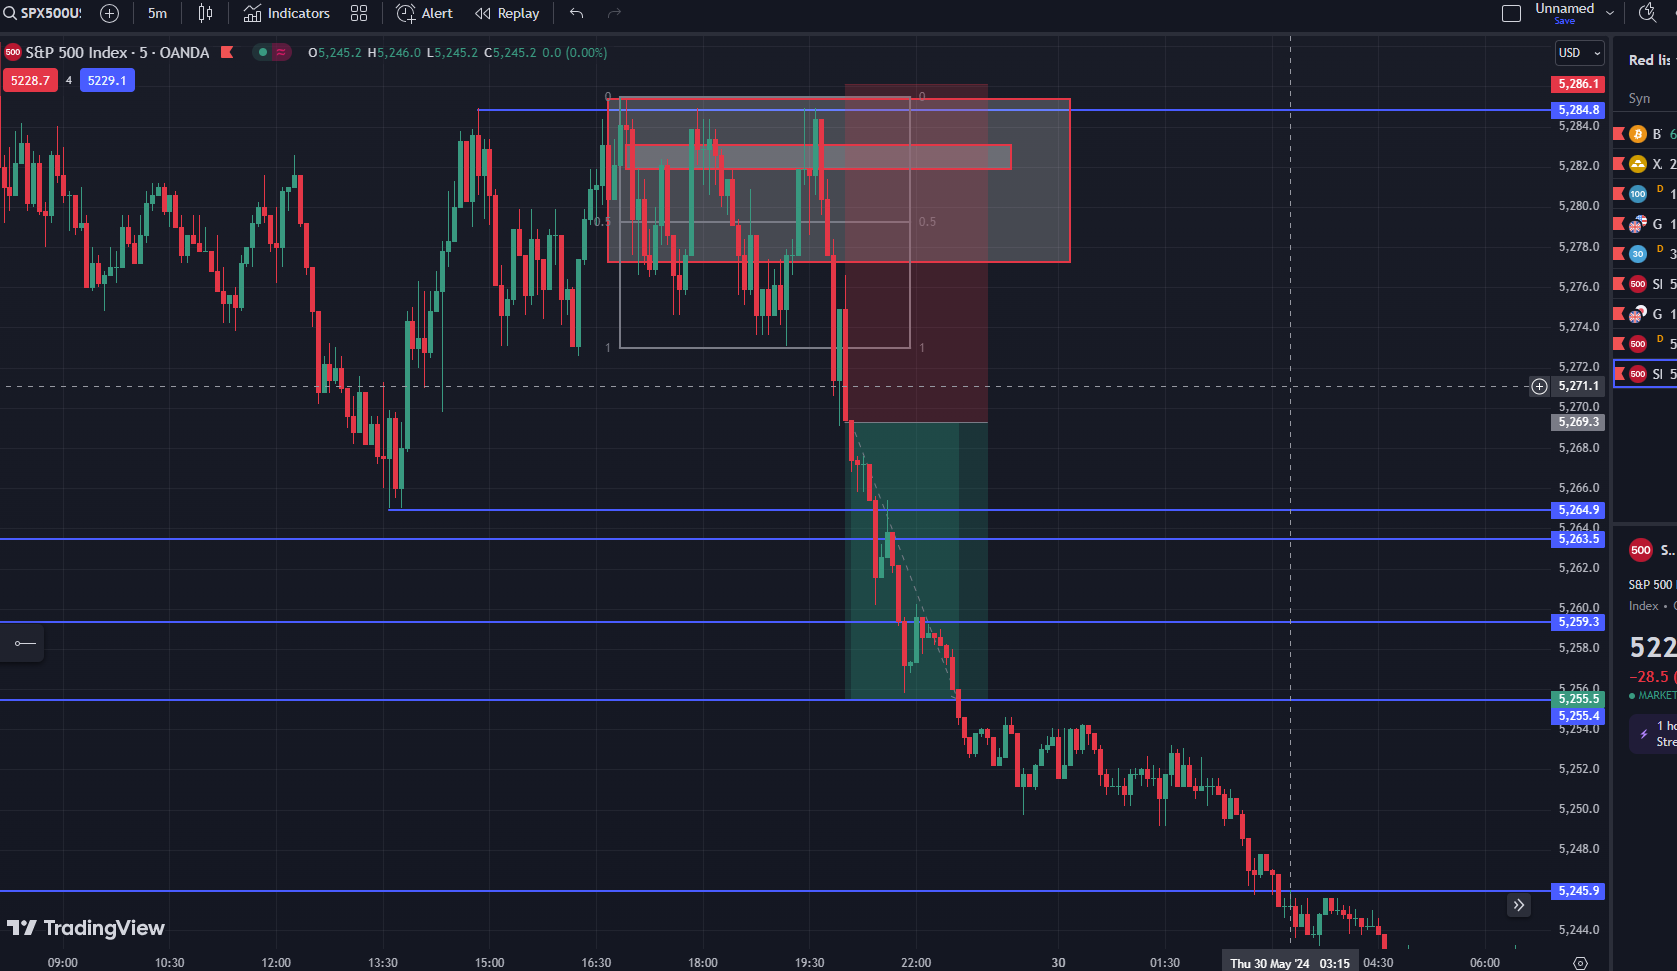 SPX500U
5m
Indicators
Alert
Replay
Unnamed
Save
500 S&P 500 Index · 5 · OANDA
O5,245.2 H5,246.0 L5,245.2 C5,245.2 0.0 (0.00%)
5228.7 4 5229.1
USD
5,286.1
5,284.8
5,284.0
5,282.0
5,280.0
5,278.0
5,276.0
5,274.0
5,272.0
5,271.1
5,270.0
5,269.3
5,268.0
5,266.0
5,264.9
5,264.0
5,263.5
5,262.0
5,260.0
5,259.3
5,258.0
5,256.0
5,255.5
5,255.4
5,254.0
5,252.0
5,250.0
5,248.0
5,245.9
5,244.0
0 0
0.5 0.5
1 1
Red lis
Syn
B 6
X 2
100 D 1
G 1
30 D 3
500 SI 5
G 1
500 D 5
500 SI 5
500 S..
S&P 500
Index •
522
−28.5 (
MARKET
1 ho
Stre
TradingView
09:00 10:30 12:00 13:30 15:00 16:30 18:00 19:30 22:00 30 01:30 Thu 30 May '24 03:15 04:30 06:00